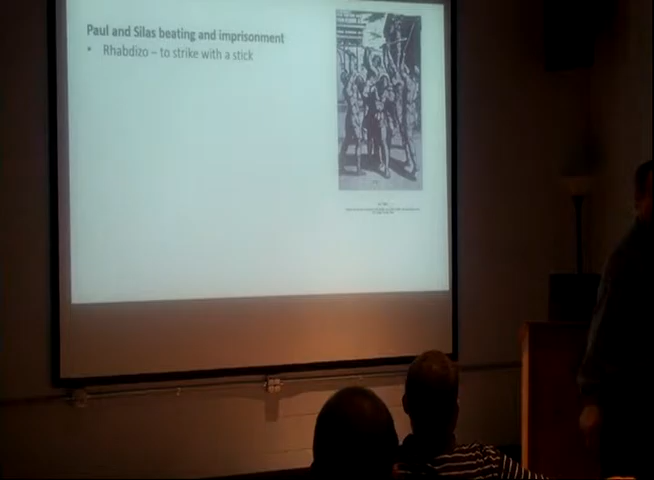 Paul and Silas beating and imprisonment
• Rhabdizo – to strike with a stick